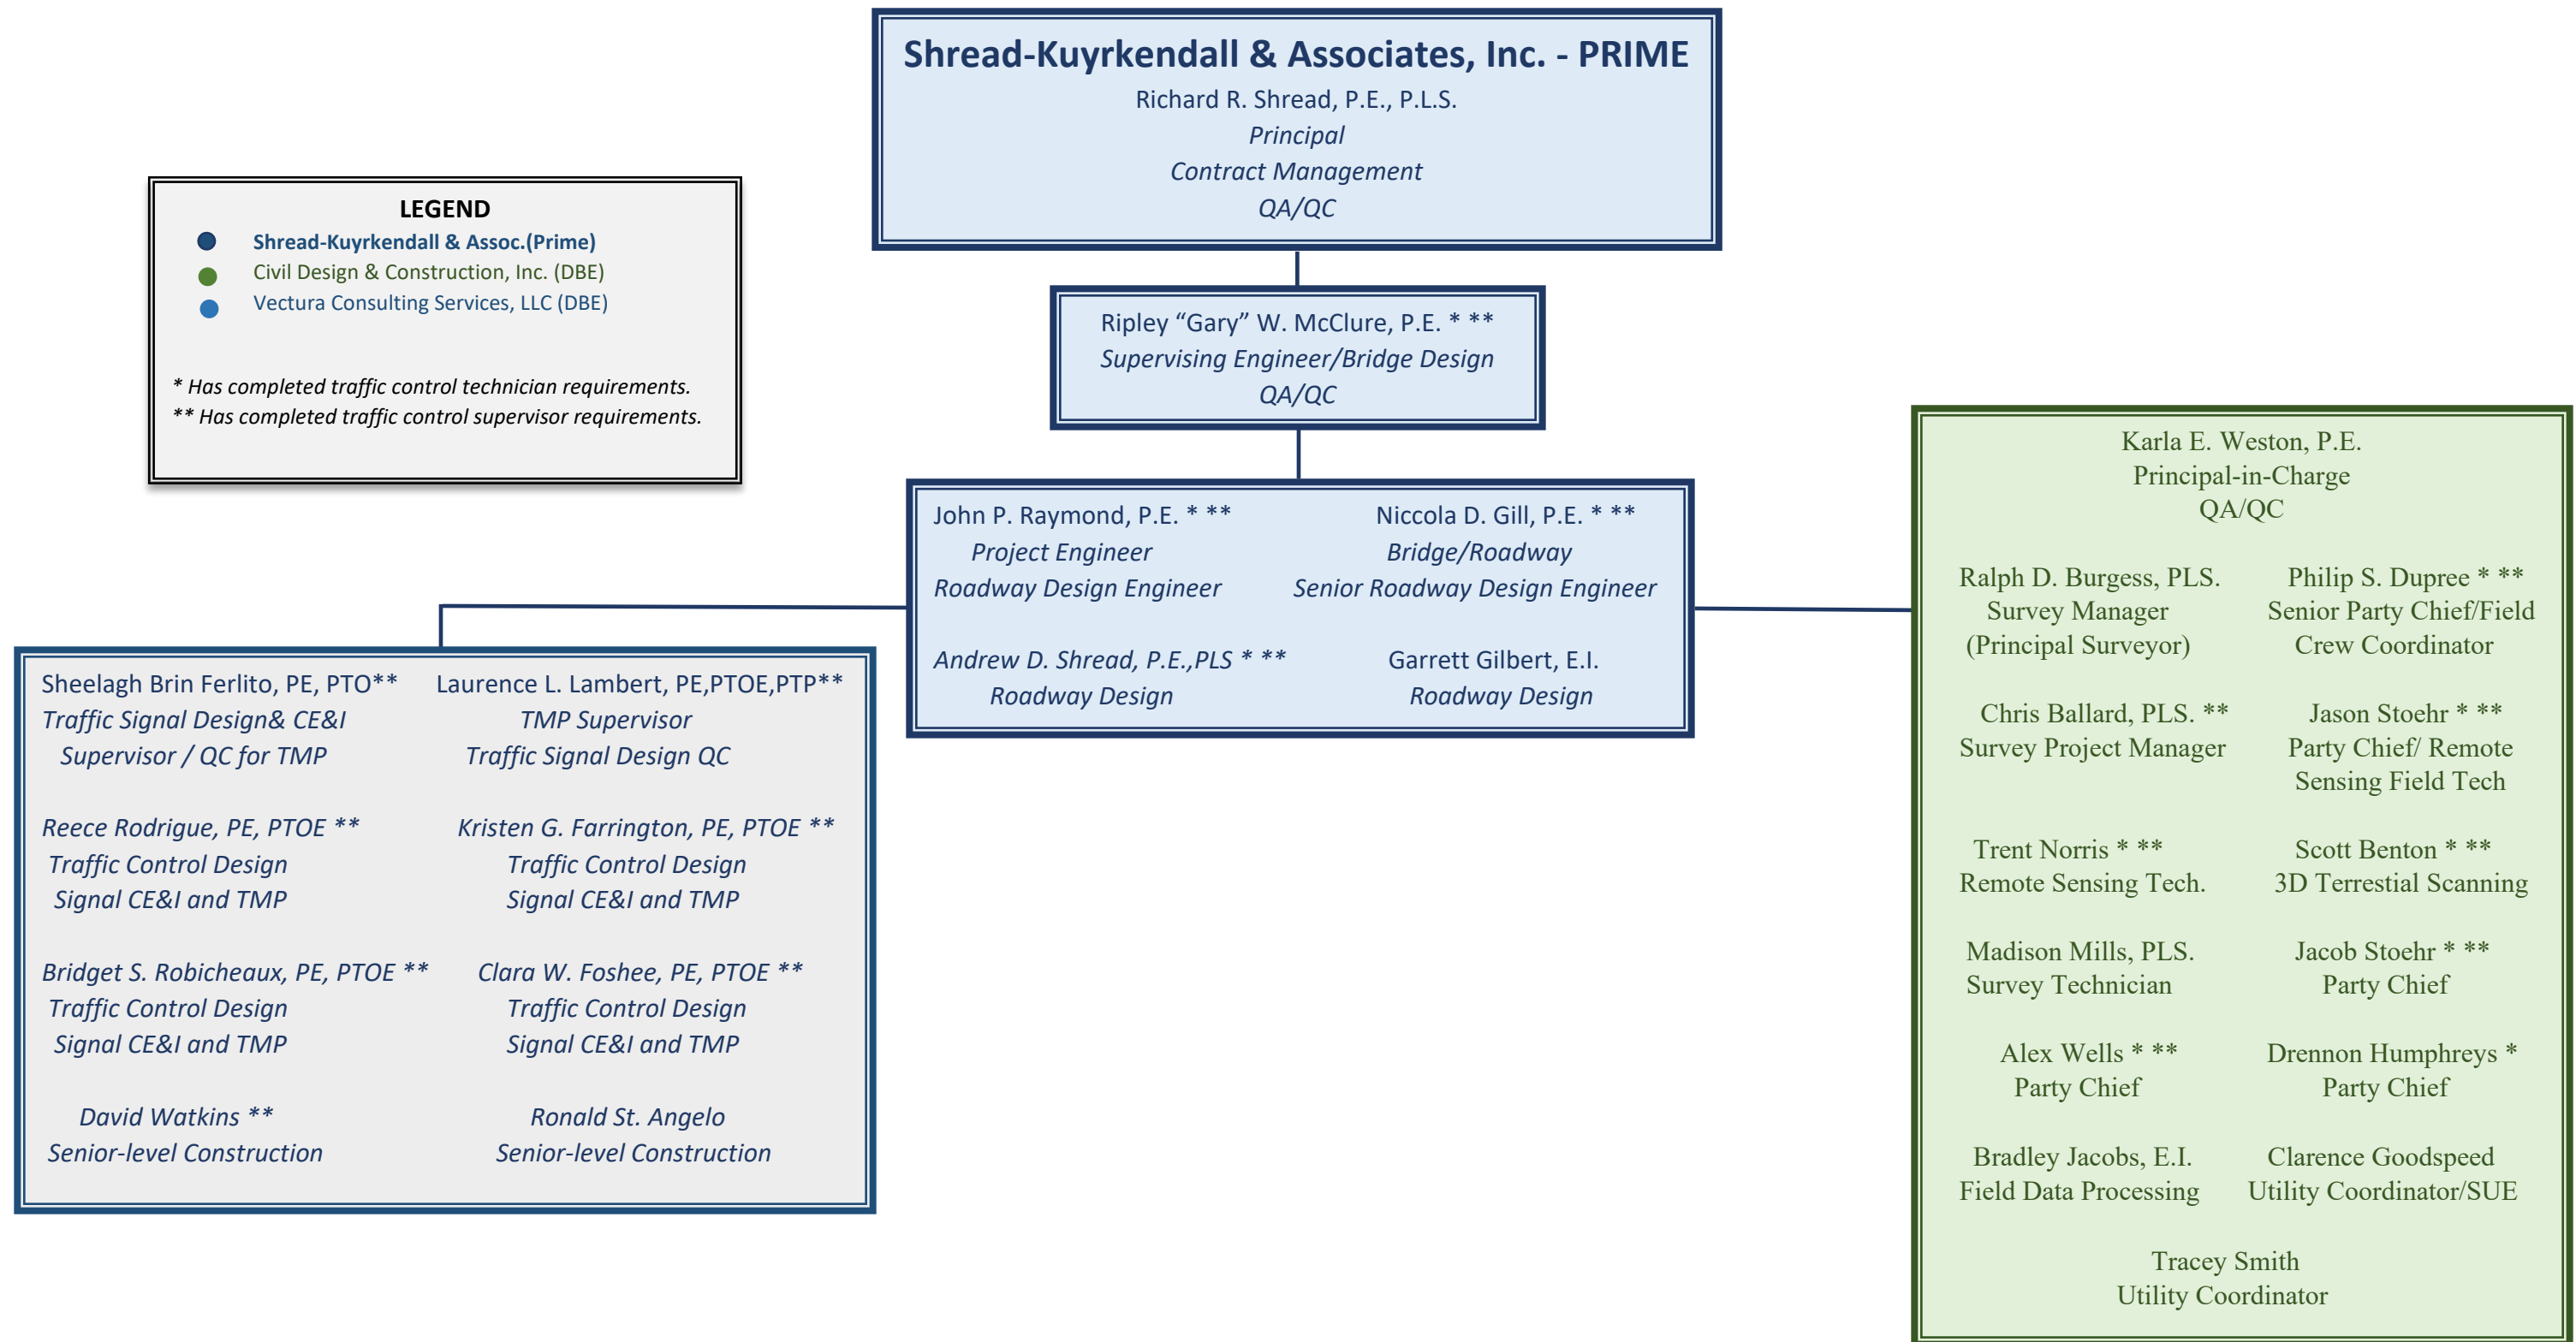 Shread-Kuyrkendall & Associates, Inc. - PRIME
Richard R. Shread, P.E., P.L.S.
Principal
Contract Management
QA/QC
LEGEND
Shread-Kuyrkendall & Assoc.(Prime)
Civil Design & Construction, Inc. (DBE)
Vectura Consulting Services, LLC (DBE)
* Has completed traffic control technician requirements.
** Has completed traffic control supervisor requirements.
Ripley “Gary” W. McClure, P.E. * **
Supervising Engineer/Bridge Design
QA/QC
John P. Raymond, P.E. * **
Project Engineer
Roadway Design Engineer
Niccola D. Gill, P.E. * **
Bridge/Roadway
Senior Roadway Design Engineer
Andrew D. Shread, P.E.,PLS * **
Roadway Design
Garrett Gilbert, E.I.
Roadway Design
Sheelagh Brin Ferlito, PE, PTO**
Traffic Signal Design& CE&I
Supervisor / QC for TMP
Laurence L. Lambert, PE,PTOE,PTP**
TMP Supervisor
Traffic Signal Design QC
Reece Rodrigue, PE, PTOE **
Traffic Control Design
Signal CE&I and TMP
Kristen G. Farrington, PE, PTOE **
Traffic Control Design
Signal CE&I and TMP
Bridget S. Robicheaux, PE, PTOE **
Traffic Control Design
Signal CE&I and TMP
Clara W. Foshee, PE, PTOE **
Traffic Control Design
Signal CE&I and TMP
David Watkins **
Senior-level Construction
Ronald St. Angelo
Senior-level Construction
Karla E. Weston, P.E.
Principal-in-Charge
QA/QC
Ralph D. Burgess, PLS.
Survey Manager
(Principal Surveyor)
Philip S. Dupree * **
Senior Party Chief/Field
Crew Coordinator
Chris Ballard, PLS. **
Survey Project Manager
Jason Stoehr * **
Party Chief/ Remote
Sensing Field Tech
Trent Norris * **
Remote Sensing Tech.
Scott Benton * **
3D Terrestial Scanning
Madison Mills, PLS.
Survey Technician
Jacob Stoehr * **
Party Chief
Alex Wells * **
Party Chief
Drennon Humphreys *
Party Chief
Bradley Jacobs, E.I.
Field Data Processing
Clarence Goodspeed
Utility Coordinator/SUE
Tracey Smith
Utility Coordinator